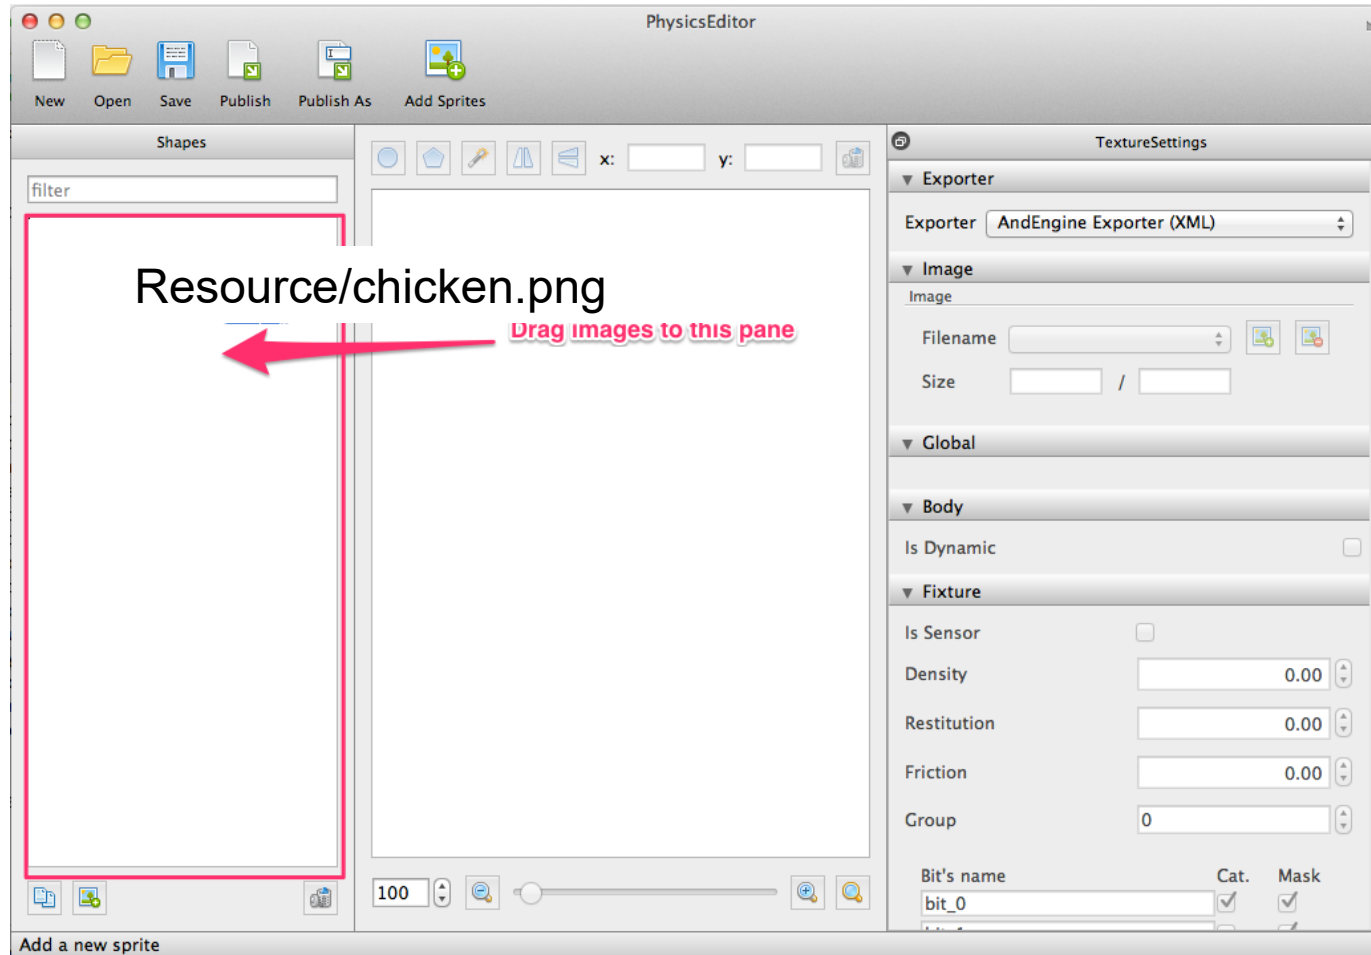 PhysicsEditor
New Open Save Publish Publish As Add Sprites
Shapes
filter
Resource/chicken.png
Drag images to this pane
x: y:
100
TextureSettings
Exporter
Exporter AndEngine Exporter (XML)
Image
Image
Filename
Size /
Global
Body
Is Dynamic
Fixture
Is Sensor
Density 0.00
Restitution 0.00
Friction 0.00
Group 0
Bit's name Cat. Mask
bit_0
Add a new sprite